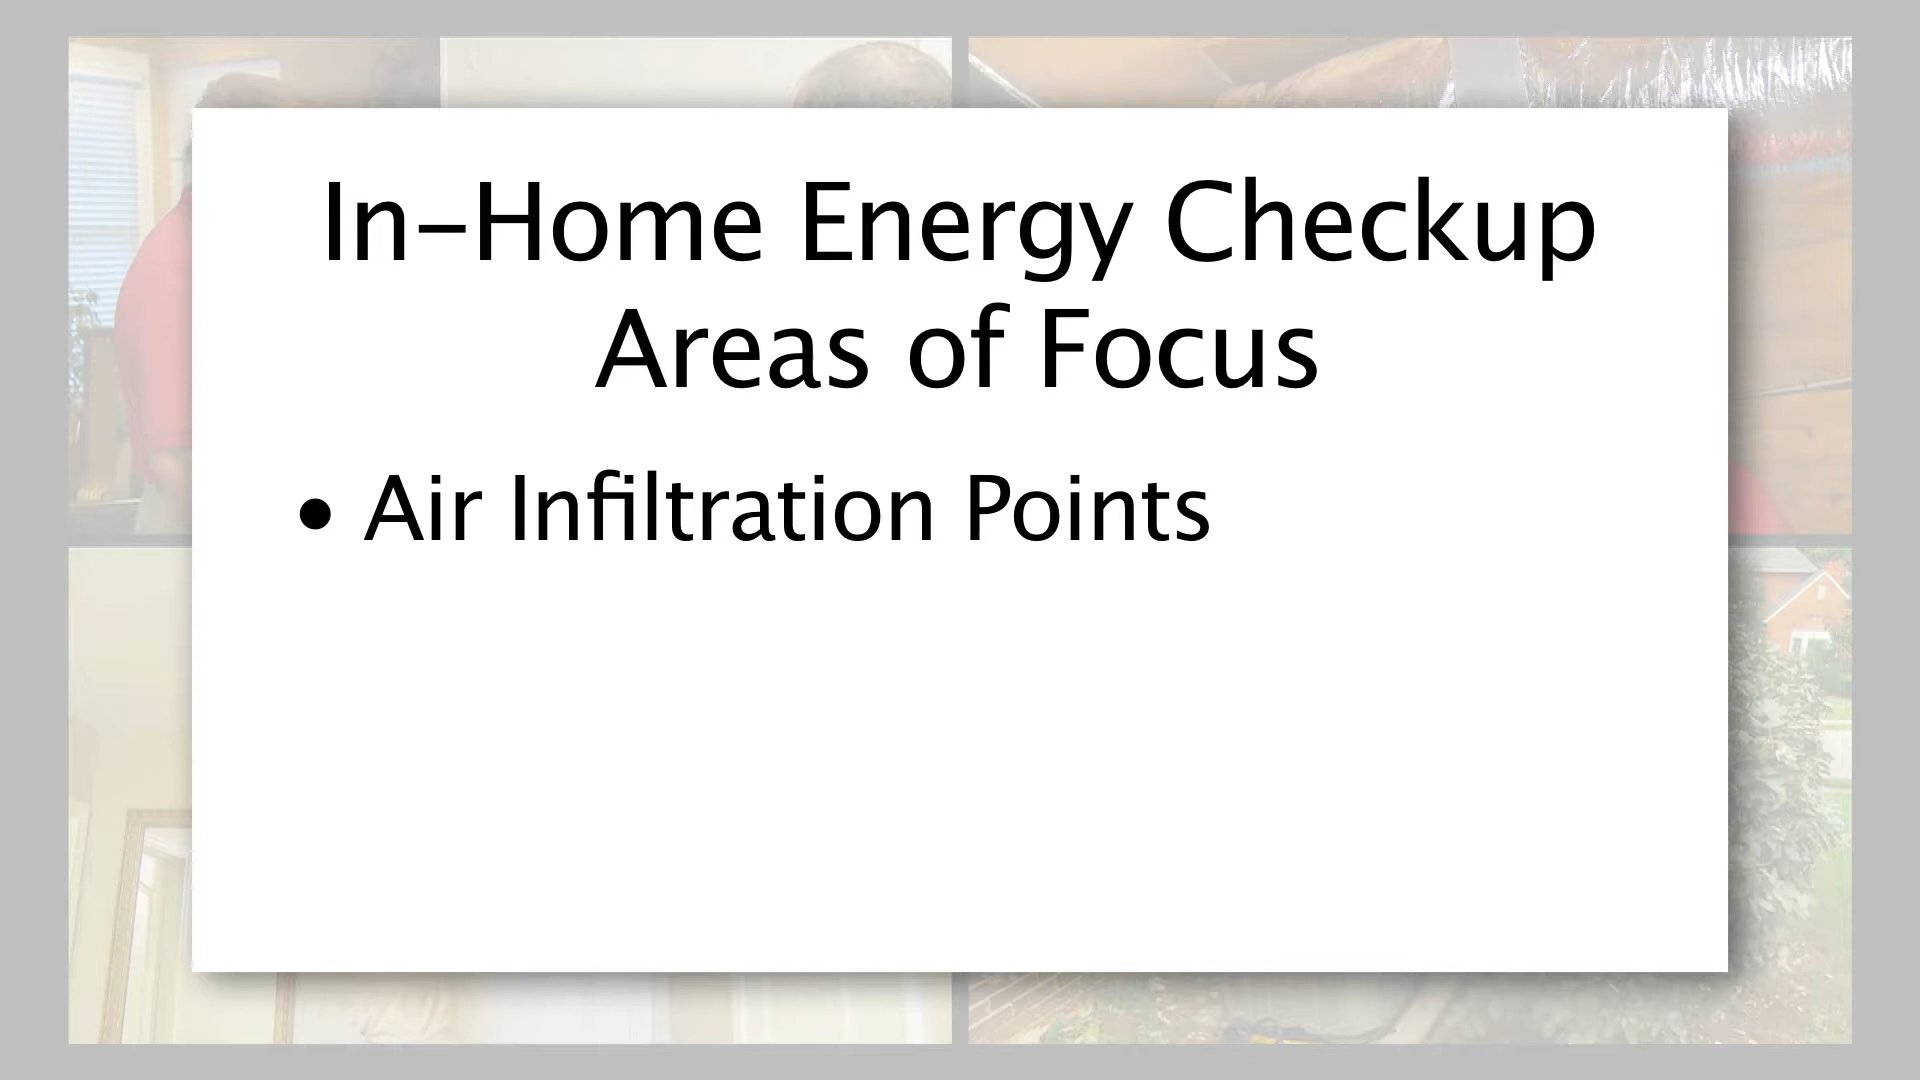 In-Home Energy Checkup
Areas of Focus
• Air Infiltration Points